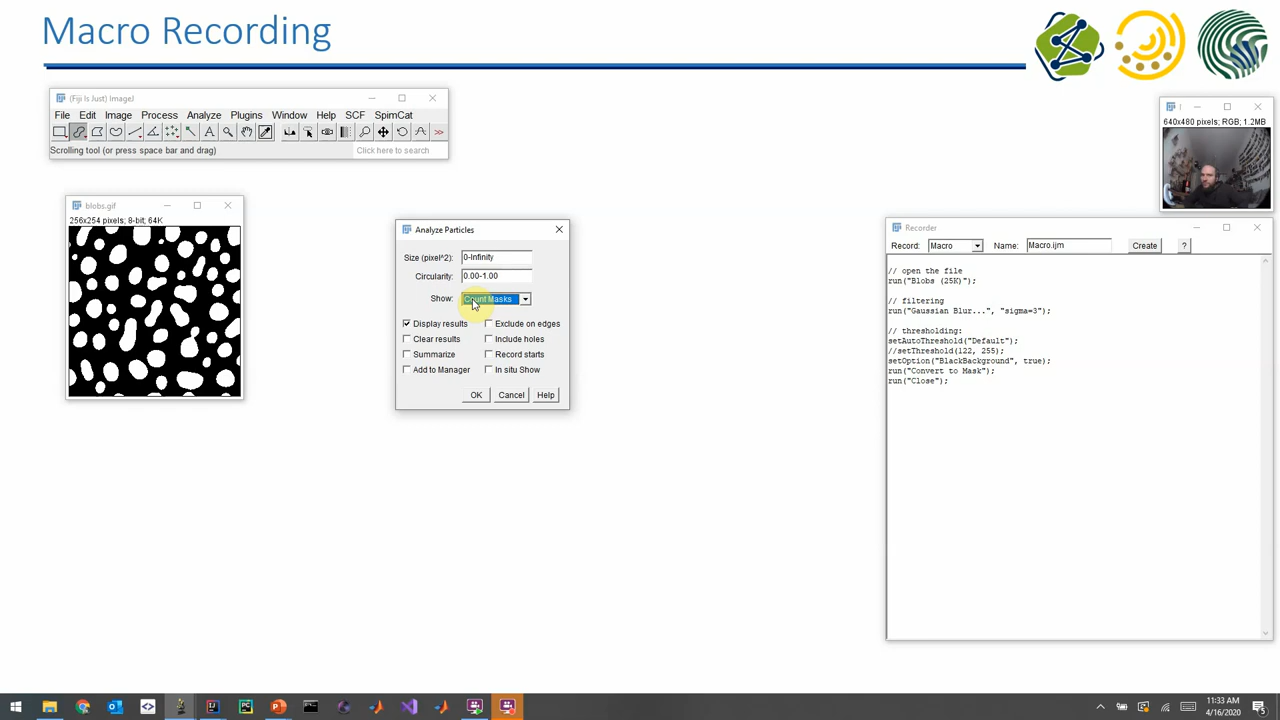 Macro Recording
(Fiji Is Just) ImageJ
File Edit Image Process Analyze Plugins Window Help SCF SpimCat
A >>
Scrolling tool (or press space bar and drag) Click here to search
I
640x480 pixels; RGB; 1.2MB
blobs.gif
256x254 pixels; 8-bit; 64K
Analyze Particles
Size (pixel^2): 0-Infinity
Circularity: 0.00-1.00
Show: Count Masks
Display results Exclude on edges
Clear results Include holes
Summarize Record starts
Add to Manager In situ Show
OK Cancel Help
Recorder
Record: Macro Name: Macro.ijm Create ?
// open the file
run("Blobs (25K)");
// filtering
run("Gaussian Blur...", "sigma=3");
// thresholding:
setAutoThreshold("Default");
//setThreshold(122, 255);
setOption("BlackBackground", true);
run("Convert to Mask");
run("Close");
11:33 AM
4/16/2020